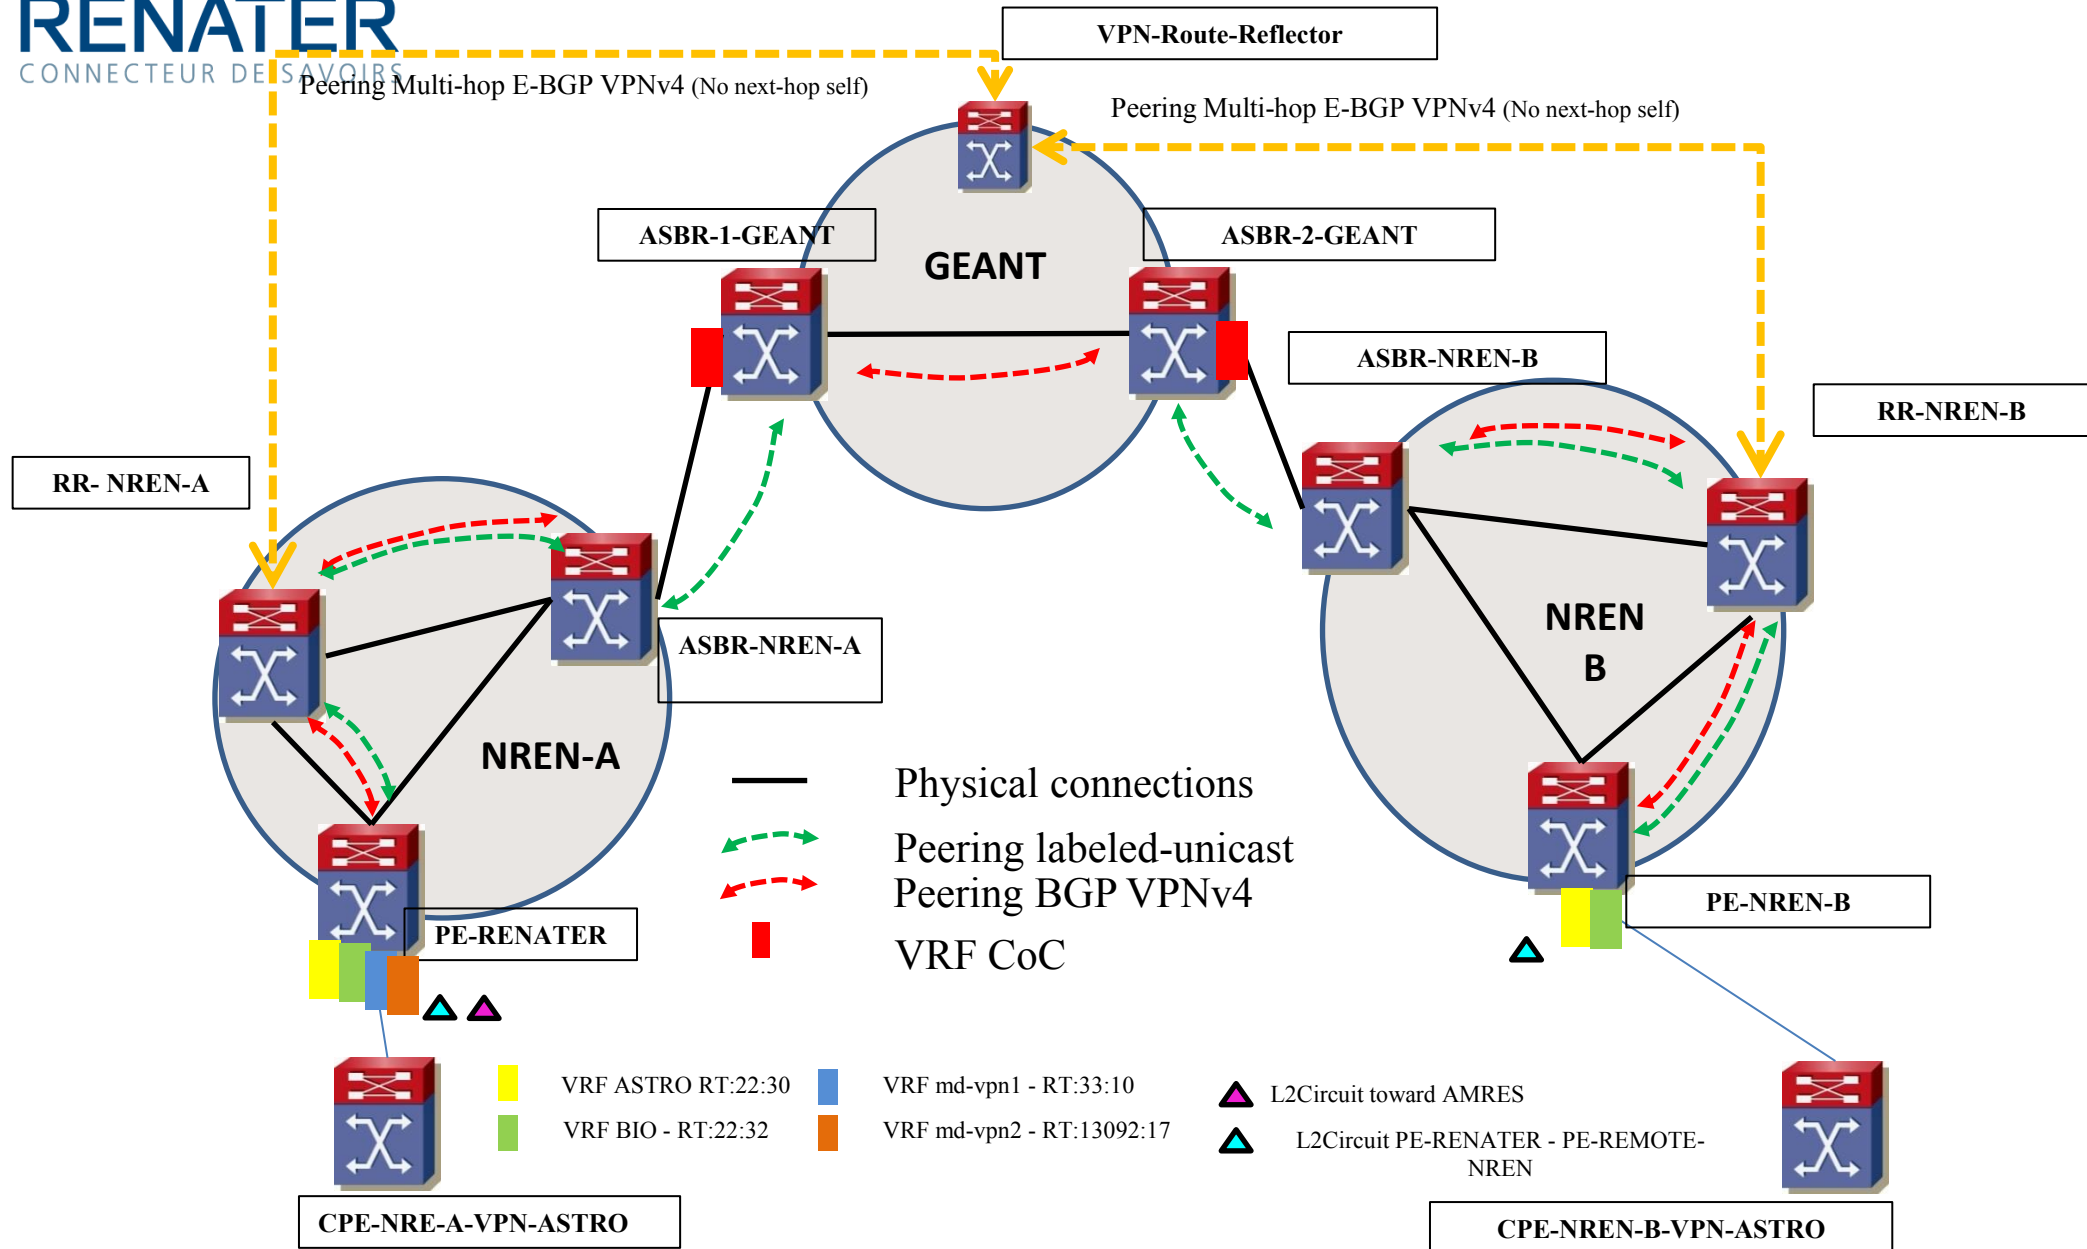 RENATER
CONNECTEUR DE SAVOIRS
VPN-Route-Reflector
Peering Multi-hop E-BGP VPNv4 (No next-hop self)
Peering Multi-hop E-BGP VPNv4 (No next-hop self)
ASBR-1-GEANT
ASBR-2-GEANT
GEANT
ASBR-NREN-B
RR-NREN-B
RR- NREN-A
ASBR-NREN-A
NREN
B
NREN-A
Physical connections
Peering labeled-unicast
Peering BGP VPNv4
VRF CoC
PE-RENATER
PE-NREN-B
VRF ASTRO RT:22:30
VRF md-vpn1 - RT:33:10
L2Circuit toward AMRES
VRF BIO - RT:22:32
VRF md-vpn2 - RT:13092:17
L2Circuit PE-RENATER - PE-REMOTE-
NREN
CPE-NRE-A-VPN-ASTRO
CPE-NREN-B-VPN-ASTRO